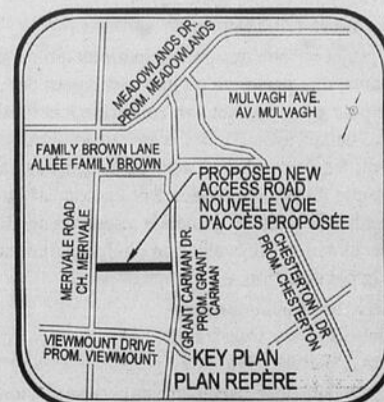 MEADOWLANDS DR.
PROM. MEADOWLANDS
MULVAGH AVE.
AV. MULVAGH
FAMILY BROWN LANE
ALLÉE FAMILY BROWN
PROPOSED NEW
ACCESS ROAD
NOUVELLE VOIE
D'ACCÈS PROPOSÉE
MERIVALE ROAD
CH. MERIVALE
GRANT CARMAN DR.
PROM. GRANT
CARMAN
CHESTERTON DR
PROM. CHESTERTON
VIEWMOUNT DRIVE
PROM. VIEWMOUNT
KEY PLAN
PLAN REPÈRE